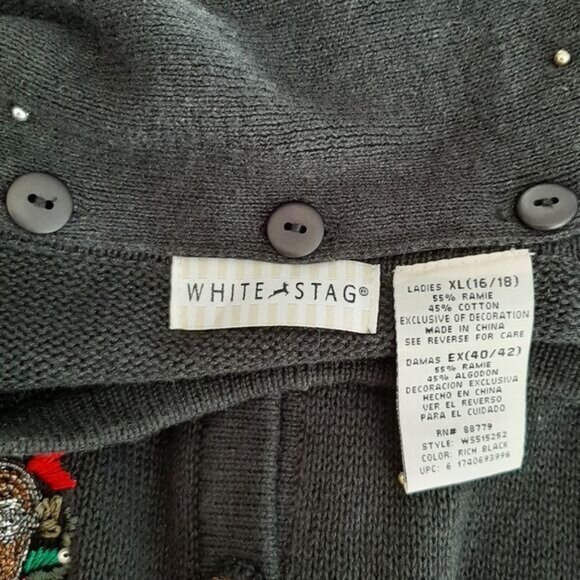 WHITE STAG®
LADIES XL(16/18)
55% RAMIE
45% COTTON
EXCLUSIVE OF DECORATION
MADE IN CHINA
SEE REVERSE FOR CARE
DAMAS EX(40/42)
55% RAMIE
45% ALGODON
DECORACION EXCLUSIVA
HECHO EN CHINA
VER EL REVERSO
PARA EL CUIDADO
RN# 88779
STYLE: WS515252
COLOR: RICH BLACK
UPC: 6 1740693996